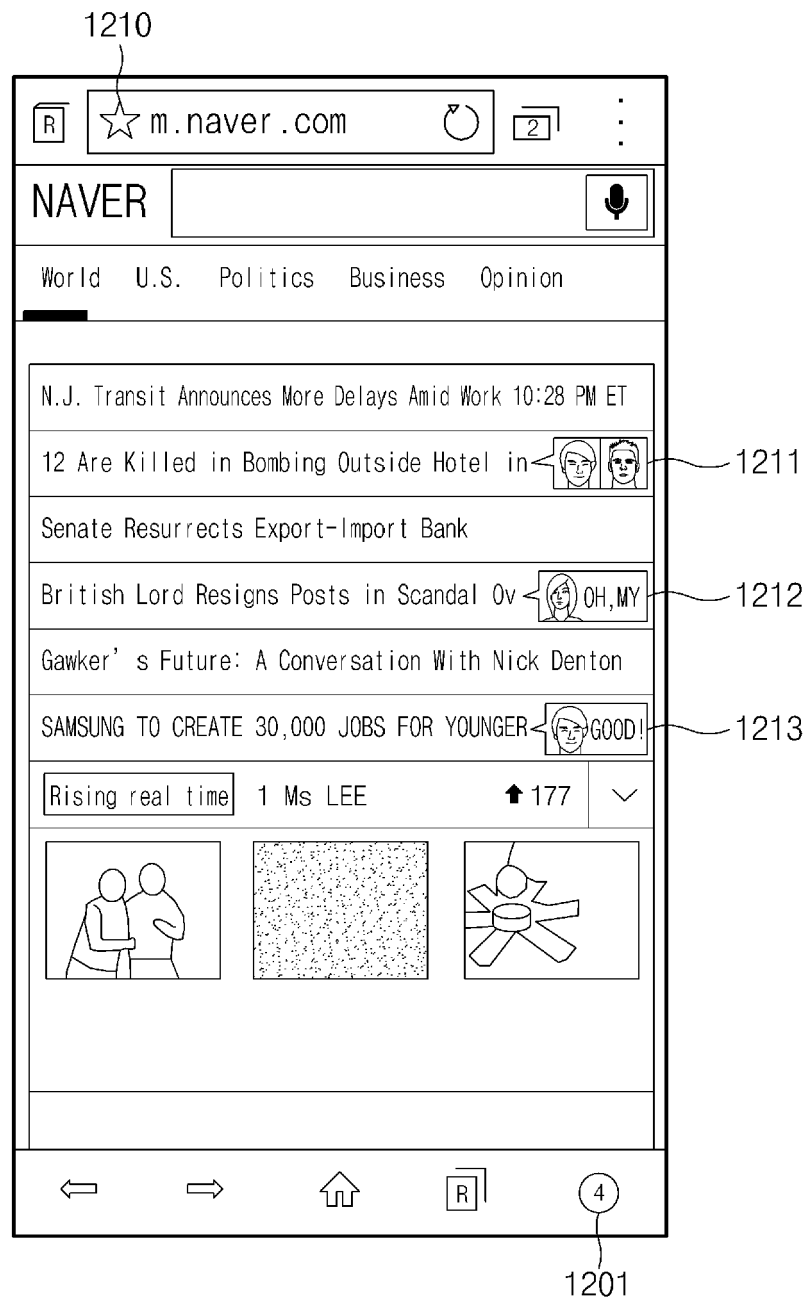 1210
R m.naver.com 2
NAVER
World U.S. Politics Business Opinion
N.J. Transit Announces More Delays Amid Work 10:28 PM ET
12 Are Killed in Bombing Outside Hotel in 1211
Senate Resurrects Export-Import Bank
British Lord Resigns Posts in Scandal Ov OH,MY 1212
Gawker's Future: A Conversation With Nick Denton
SAMSUNG TO CREATE 30,000 JOBS FOR YOUNGER GOOD! 1213
Rising real time 1 Ms LEE 177
R 4
1201